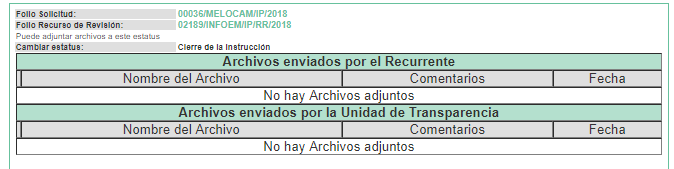 Folio Solicitud: 00036/MELOCAM/IP/2018
Folio Recurso de Revisión: 02189/INFOEM/IP/RR/2018
Puede adjuntar archivos a este estatus
Cambiar estatus: Cierre de la Instrucción
Archivos enviados por el Recurrente
Nombre del Archivo Comentarios Fecha
No hay Archivos adjuntos
Archivos enviados por la Unidad de Transparencia
Nombre del Archivo Comentarios Fecha
No hay Archivos adjuntos